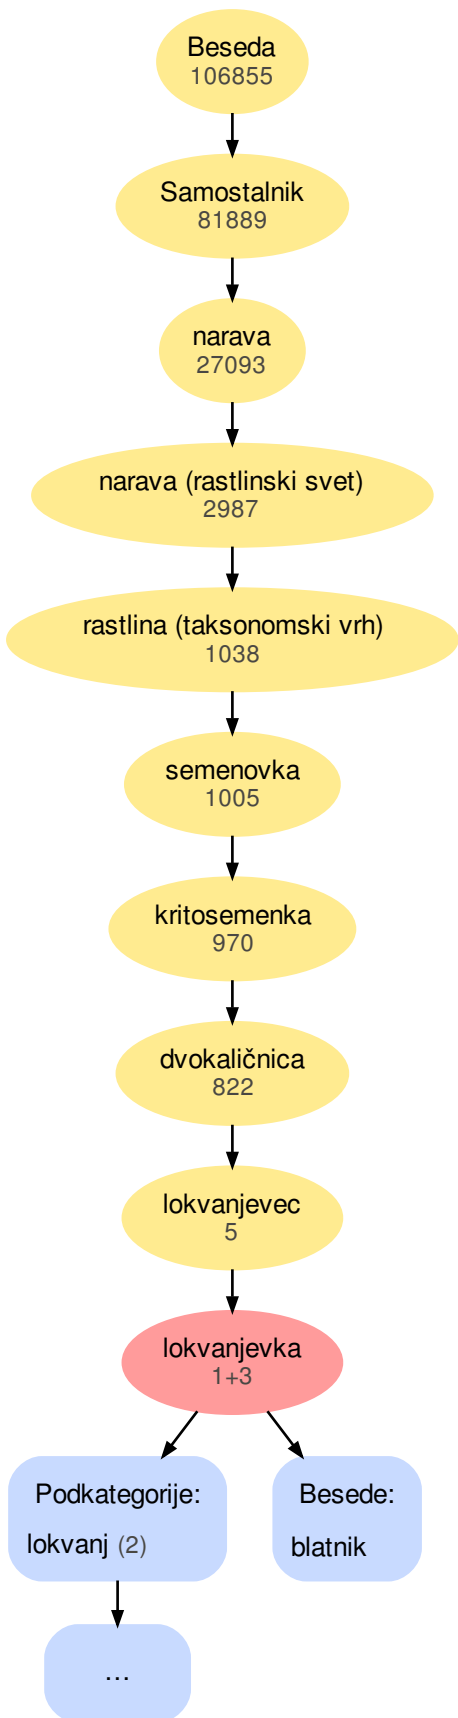 Beseda
106855
Samostalnik
81889
narava
27093
narava (rastlinski svet)
2987
rastlina (taksonomski vrh)
1038
semenovka
1005
kritosemenka
970
dvokaličnica
822
lokvanjevec
5
lokvanjevka
1+3
Podkategorije:
lokvanj (2)
Besede:
blatnik
...